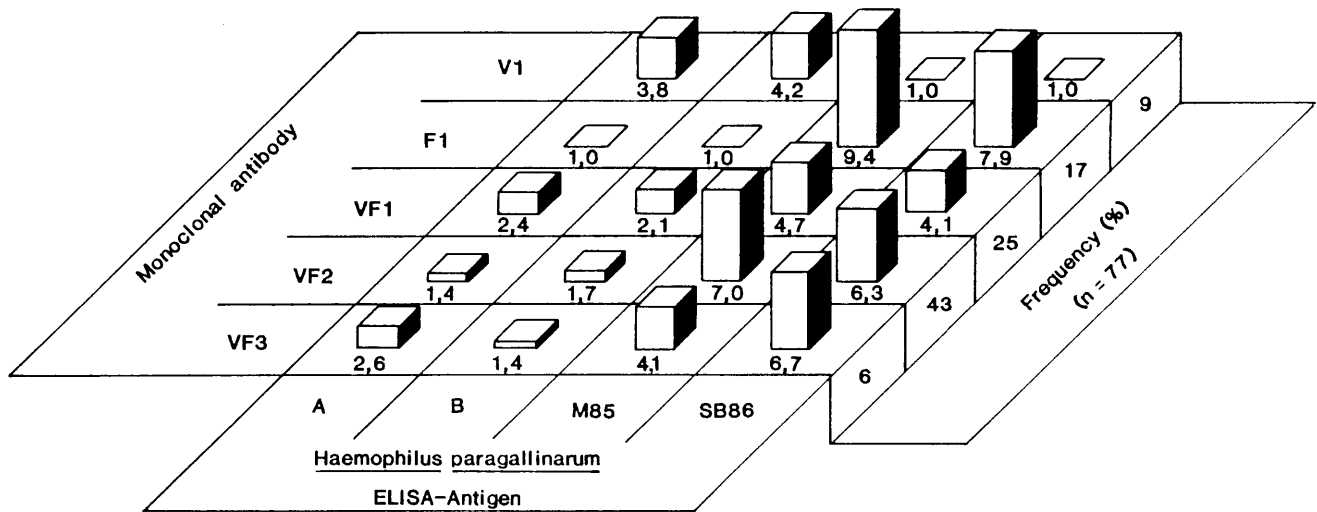 V1
3,8
4,2
1,0
1,0
9
F1
1,0
1,0
9,4
7,9
17
VF1
2,4
2,1
4,7
4,1
25
VF2
1,4
1,7
7,0
6,3
43
VF3
2,6
1,4
4,1
6,7
6
Monoclonal antibody
Frequency (%)
(n = 77)
A
B
M85
SB86
Haemophilus paragallinarum
ELISA-Antigen